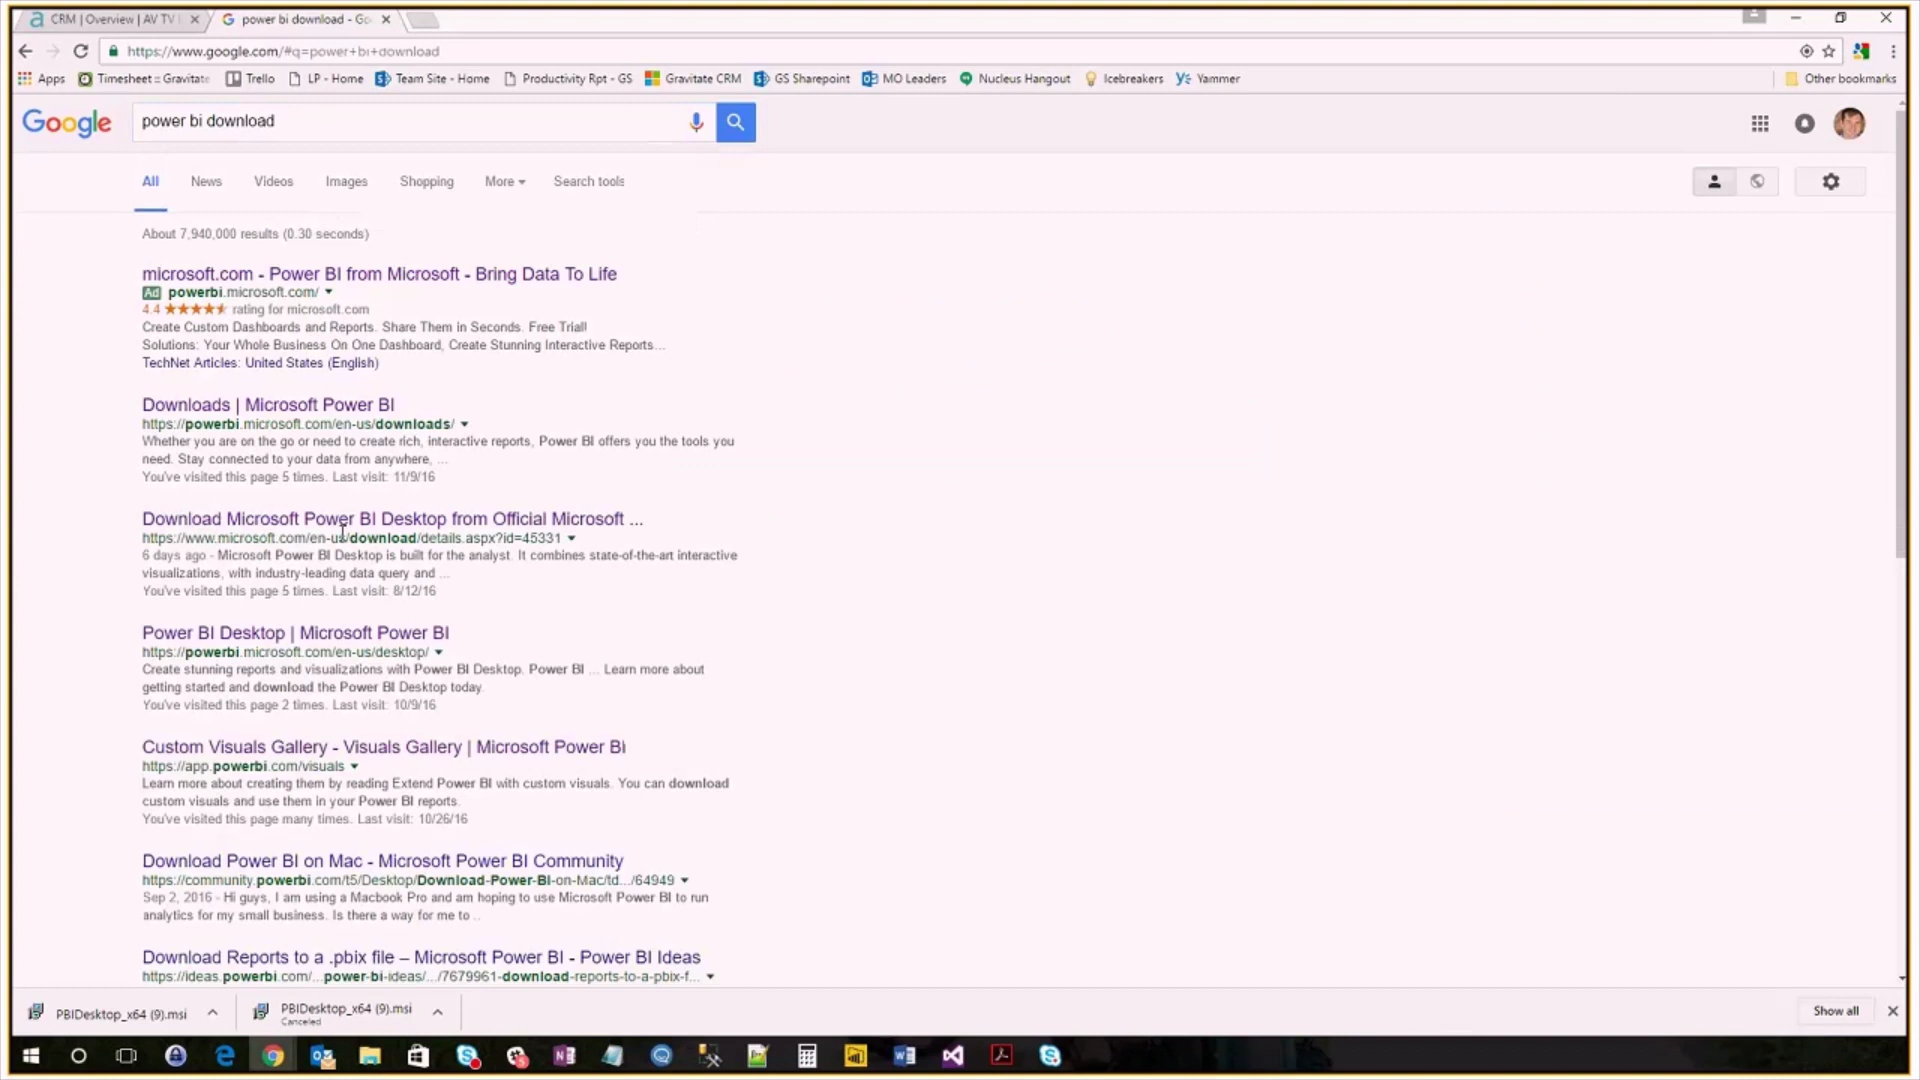 CRM | Overview | AV TV
power bi download - Go
https://www.google.com/#q=power+bi+download
Apps
Timesheet :: Gravitate
Trello
LP - Home
Team Site - Home
Productivity Rpt - GS
Gravitate CRM
GS Sharepoint
MO Leaders
Nucleus Hangout
Icebreakers
Yammer
Other bookmarks
Google
power bi download
All
News
Videos
Images
Shopping
More
Search tools
About 7,940,000 results (0.30 seconds)
microsoft.com - Power BI from Microsoft - Bring Data To Life
Ad powerbi.microsoft.com/
4.4 ★★★★★ rating for microsoft.com
Create Custom Dashboards and Reports. Share Them in Seconds. Free Trial!
Solutions: Your Whole Business On One Dashboard, Create Stunning Interactive Reports...
TechNet Articles: United States (English)
Downloads | Microsoft Power BI
https://powerbi.microsoft.com/en-us/downloads/
Whether you are on the go or need to create rich, interactive reports, Power BI offers you the tools you
need. Stay connected to your data from anywhere, ...
You've visited this page 5 times. Last visit: 11/9/16
Download Microsoft Power BI Desktop from Official Microsoft ...
https://www.microsoft.com/en-us/download/details.aspx?id=45331
6 days ago - Microsoft Power BI Desktop is built for the analyst. It combines state-of-the-art interactive
visualizations, with industry-leading data query and ...
You've visited this page 5 times. Last visit: 8/12/16
Power BI Desktop | Microsoft Power BI
https://powerbi.microsoft.com/en-us/desktop/
Create stunning reports and visualizations with Power BI Desktop. Power BI ... Learn more about
getting started and download the Power BI Desktop today.
You've visited this page 2 times. Last visit: 10/9/16
Custom Visuals Gallery - Visuals Gallery | Microsoft Power BI
https://app.powerbi.com/visuals
Learn more about creating them by reading Extend Power BI with custom visuals. You can download
custom visuals and use them in your Power BI reports.
You've visited this page many times. Last visit: 10/26/16
Download Power BI on Mac - Microsoft Power BI Community
https://community.powerbi.com/t5/Desktop/Download-Power-BI-on-Mac/td.../64949
Sep 2, 2016 - Hi guys, I am using a Macbook Pro and am hoping to use Microsoft Power BI to run
analytics for my small business. Is there a way for me to ..
Download Reports to a .pbix file – Microsoft Power BI - Power BI Ideas
https://ideas.powerbi.com/...power-bi-ideas/.../7679961-download-reports-to-a-pbix-f...
PBIDesktop_x64 (9).msi
PBIDesktop_x64 (9).msi
Canceled
Show all